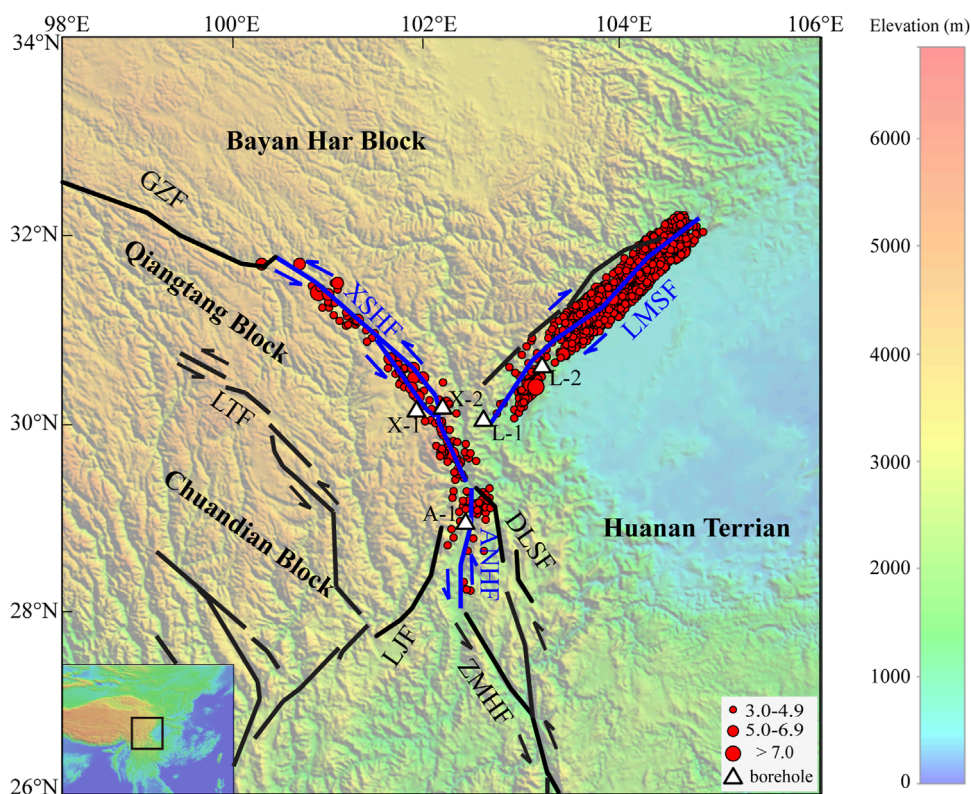 98°E
100°E
102°E
104°E
106°E
Elevation (m)
34°N
32°N
30°N
28°N
26°N
Bayan Har Block
GZF
Qiangtang Block
XSHF
LMSF
LTF
X-1
X-2
L-1
L-2
Chuandian Block
A-1
ANHF
DLSF
Huanan Terrian
LJF
ZMHF
3.0-4.9
5.0-6.9
> 7.0
borehole
6000
5000
4000
3000
2000
1000
0